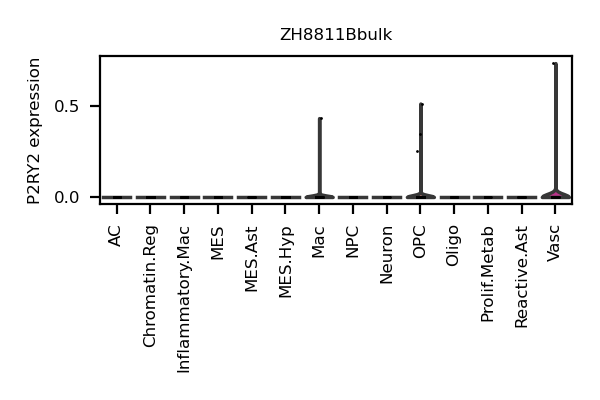 ZH8811Bbulk
P2RY2 expression
0.5
0.0
AC
Chromatin.Reg
Inflammatory.Mac
MES
MES.Ast
MES.Hyp
Mac
NPC
Neuron
OPC
Oligo
Prolif.Metab
Reactive.Ast
Vasc